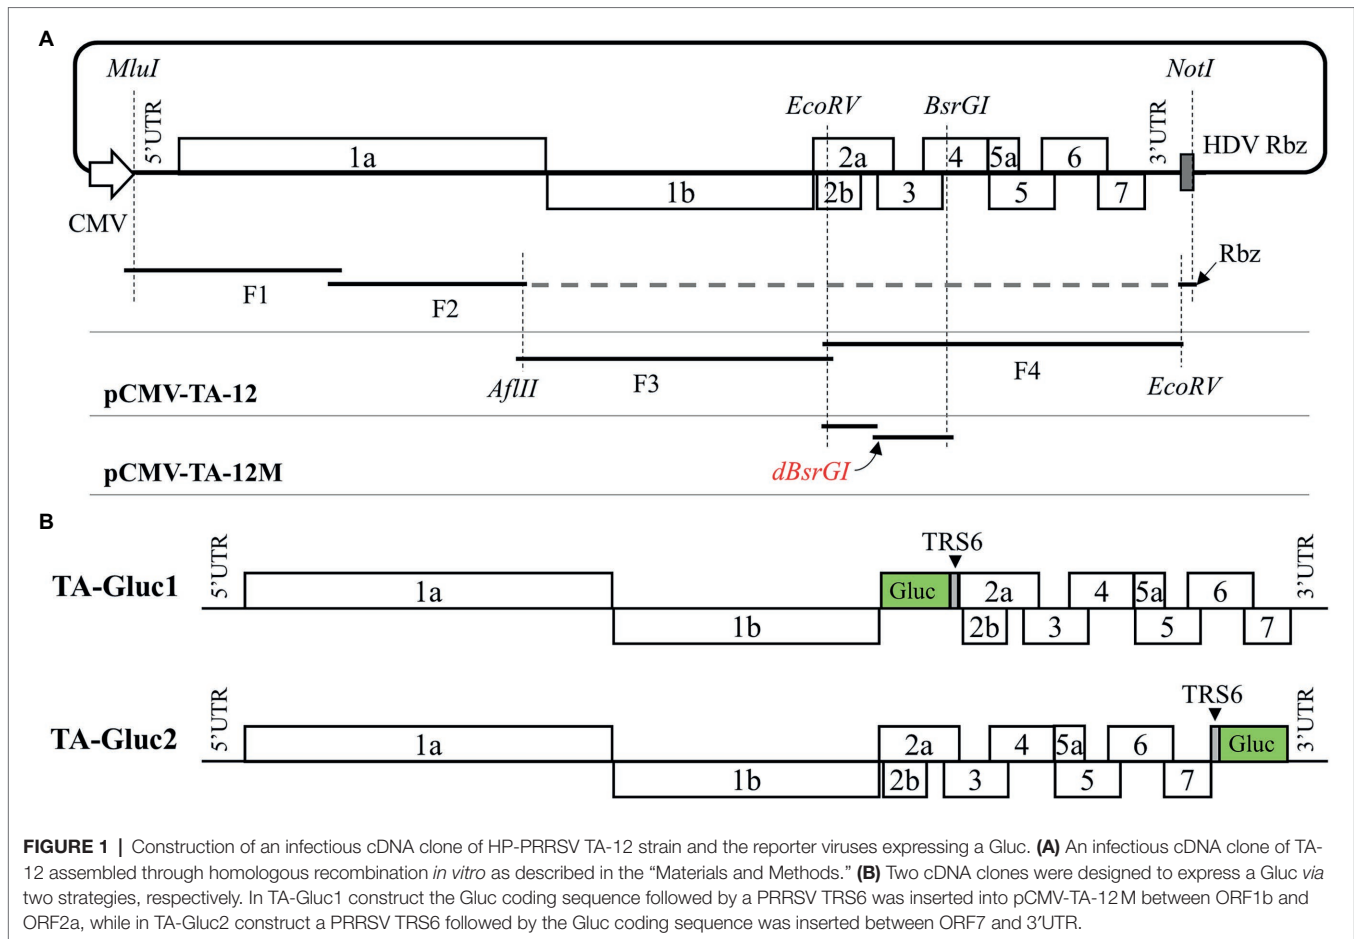 A
MluI
NotI
5'UTR
EcoRV
BsrGI
3'UTR
HDV Rbz
1a
2a
4
5a
6
1b
2b
3
5
7
CMV
Rbz
F1
F2
pCMV-TA-12
AflII
F3
F4
EcoRV
pCMV-TA-12M
dBsrGI
B
TRS6
TA-Gluc1
5'UTR
1a
Gluc
2a
4
5a
6
3'UTR
1b
2b
3
5
7
TRS6
TA-Gluc2
5'UTR
1a
2a
4
5a
6
Gluc
3'UTR
1b
2b
3
5
7
FIGURE 1 | Construction of an infectious cDNA clone of HP-PRRSV TA-12 strain and the reporter viruses expressing a Gluc. (A) An infectious cDNA clone of TA-
12 assembled through homologous recombination in vitro as described in the “Materials and Methods.” (B) Two cDNA clones were designed to express a Gluc via
two strategies, respectively. In TA-Gluc1 construct the Gluc coding sequence followed by a PRRSV TRS6 was inserted into pCMV-TA-12M between ORF1b and
ORF2a, while in TA-Gluc2 construct a PRRSV TRS6 followed by the Gluc coding sequence was inserted between ORF7 and 3′UTR.